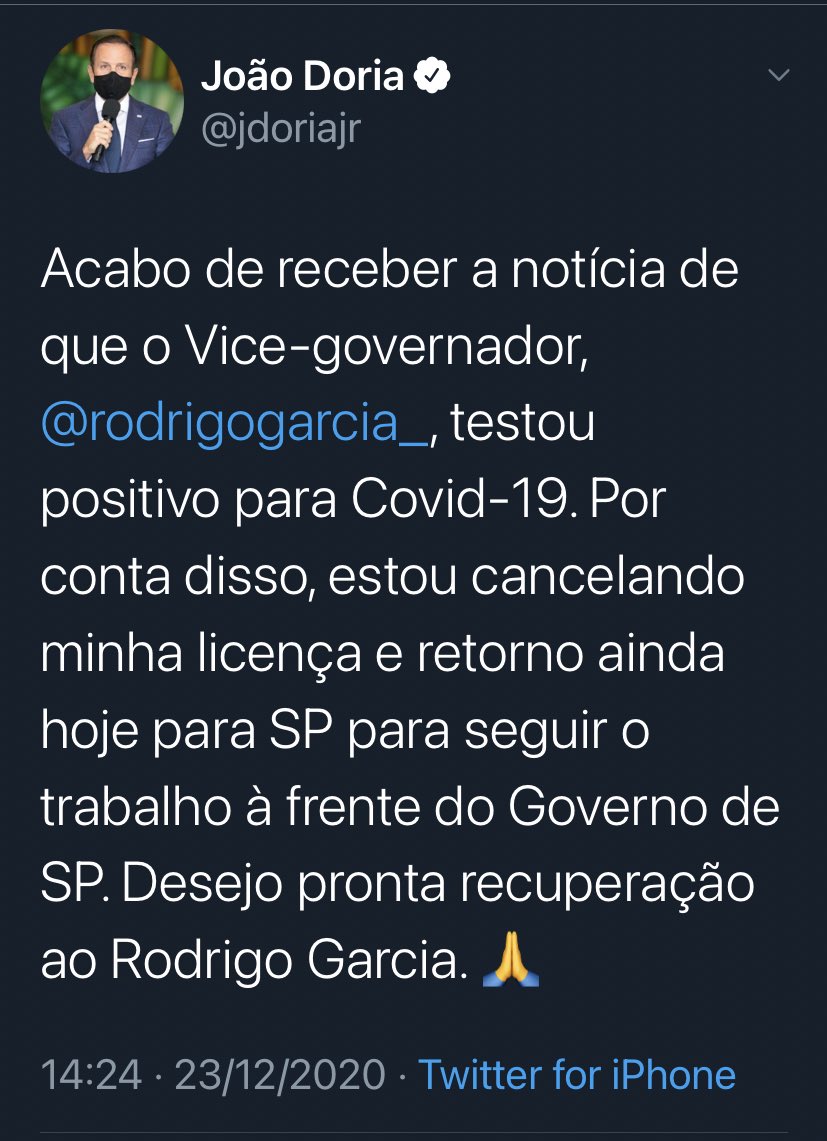 João Doria
@jdoriajr
Acabo de receber a notícia de
que o Vice-governador,
@rodrigogarcia_, testou
positivo para Covid-19. Por
conta disso, estou cancelando
minha licença e retorno ainda
hoje para SP para seguir o
trabalho à frente do Governo de
SP. Desejo pronta recuperação
ao Rodrigo Garcia. 🙏
14:24 · 23/12/2020 · Twitter for iPhone